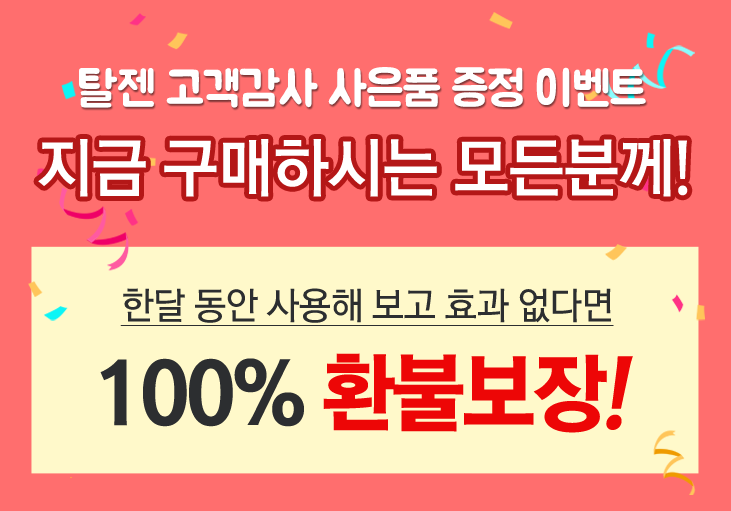 탈젠 고객감사 사은품 증정 이벤트
지금 구매하시는 모든분께!
한달 동안 사용해 보고 효과 없다면
100% 환불보장!